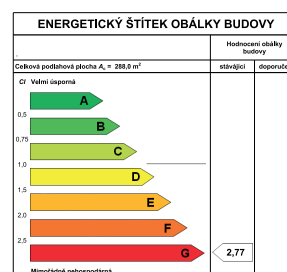 ENERGETICKÝ ŠTÍTEK OBÁLKY BUDOVY
Hodnocení obálky
budovy
Celková podlahová plocha Ac = 288,0 m²
stávající
doporuče
CI Velmi úsporná
A
0,5
B
0,75
C
1,0
D
1,5
E
2,0
F
2,5
G
2,77
Mimořádně nehospodárná